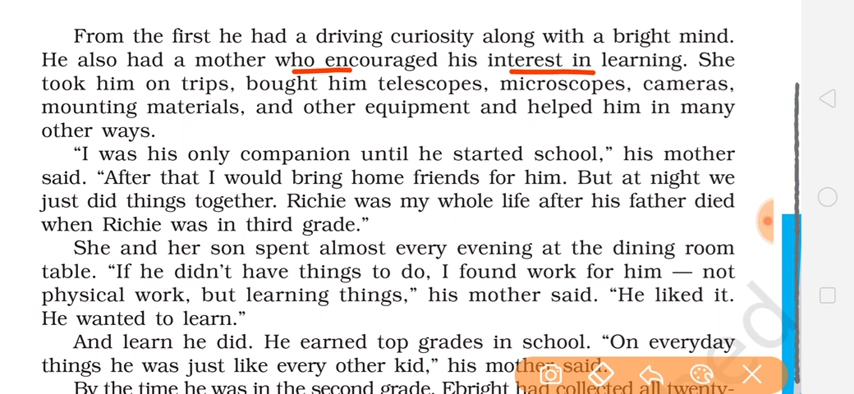 From the first he had a driving curiosity along with a bright mind.
He also had a mother who encouraged his interest in learning. She
took him on trips, bought him telescopes, microscopes, cameras,
mounting materials, and other equipment and helped him in many
other ways.
“I was his only companion until he started school,” his mother
said. “After that I would bring home friends for him. But at night we
just did things together. Richie was my whole life after his father died
when Richie was in third grade.”
She and her son spent almost every evening at the dining room
table. “If he didn’t have things to do, I found work for him — not
physical work, but learning things,” his mother said. “He liked it.
He wanted to learn.”
And learn he did. He earned top grades in school. “On everyday
things he was just like every other kid,” his mother said.
By the time he was in the second grade, Ebright had collected all twenty-